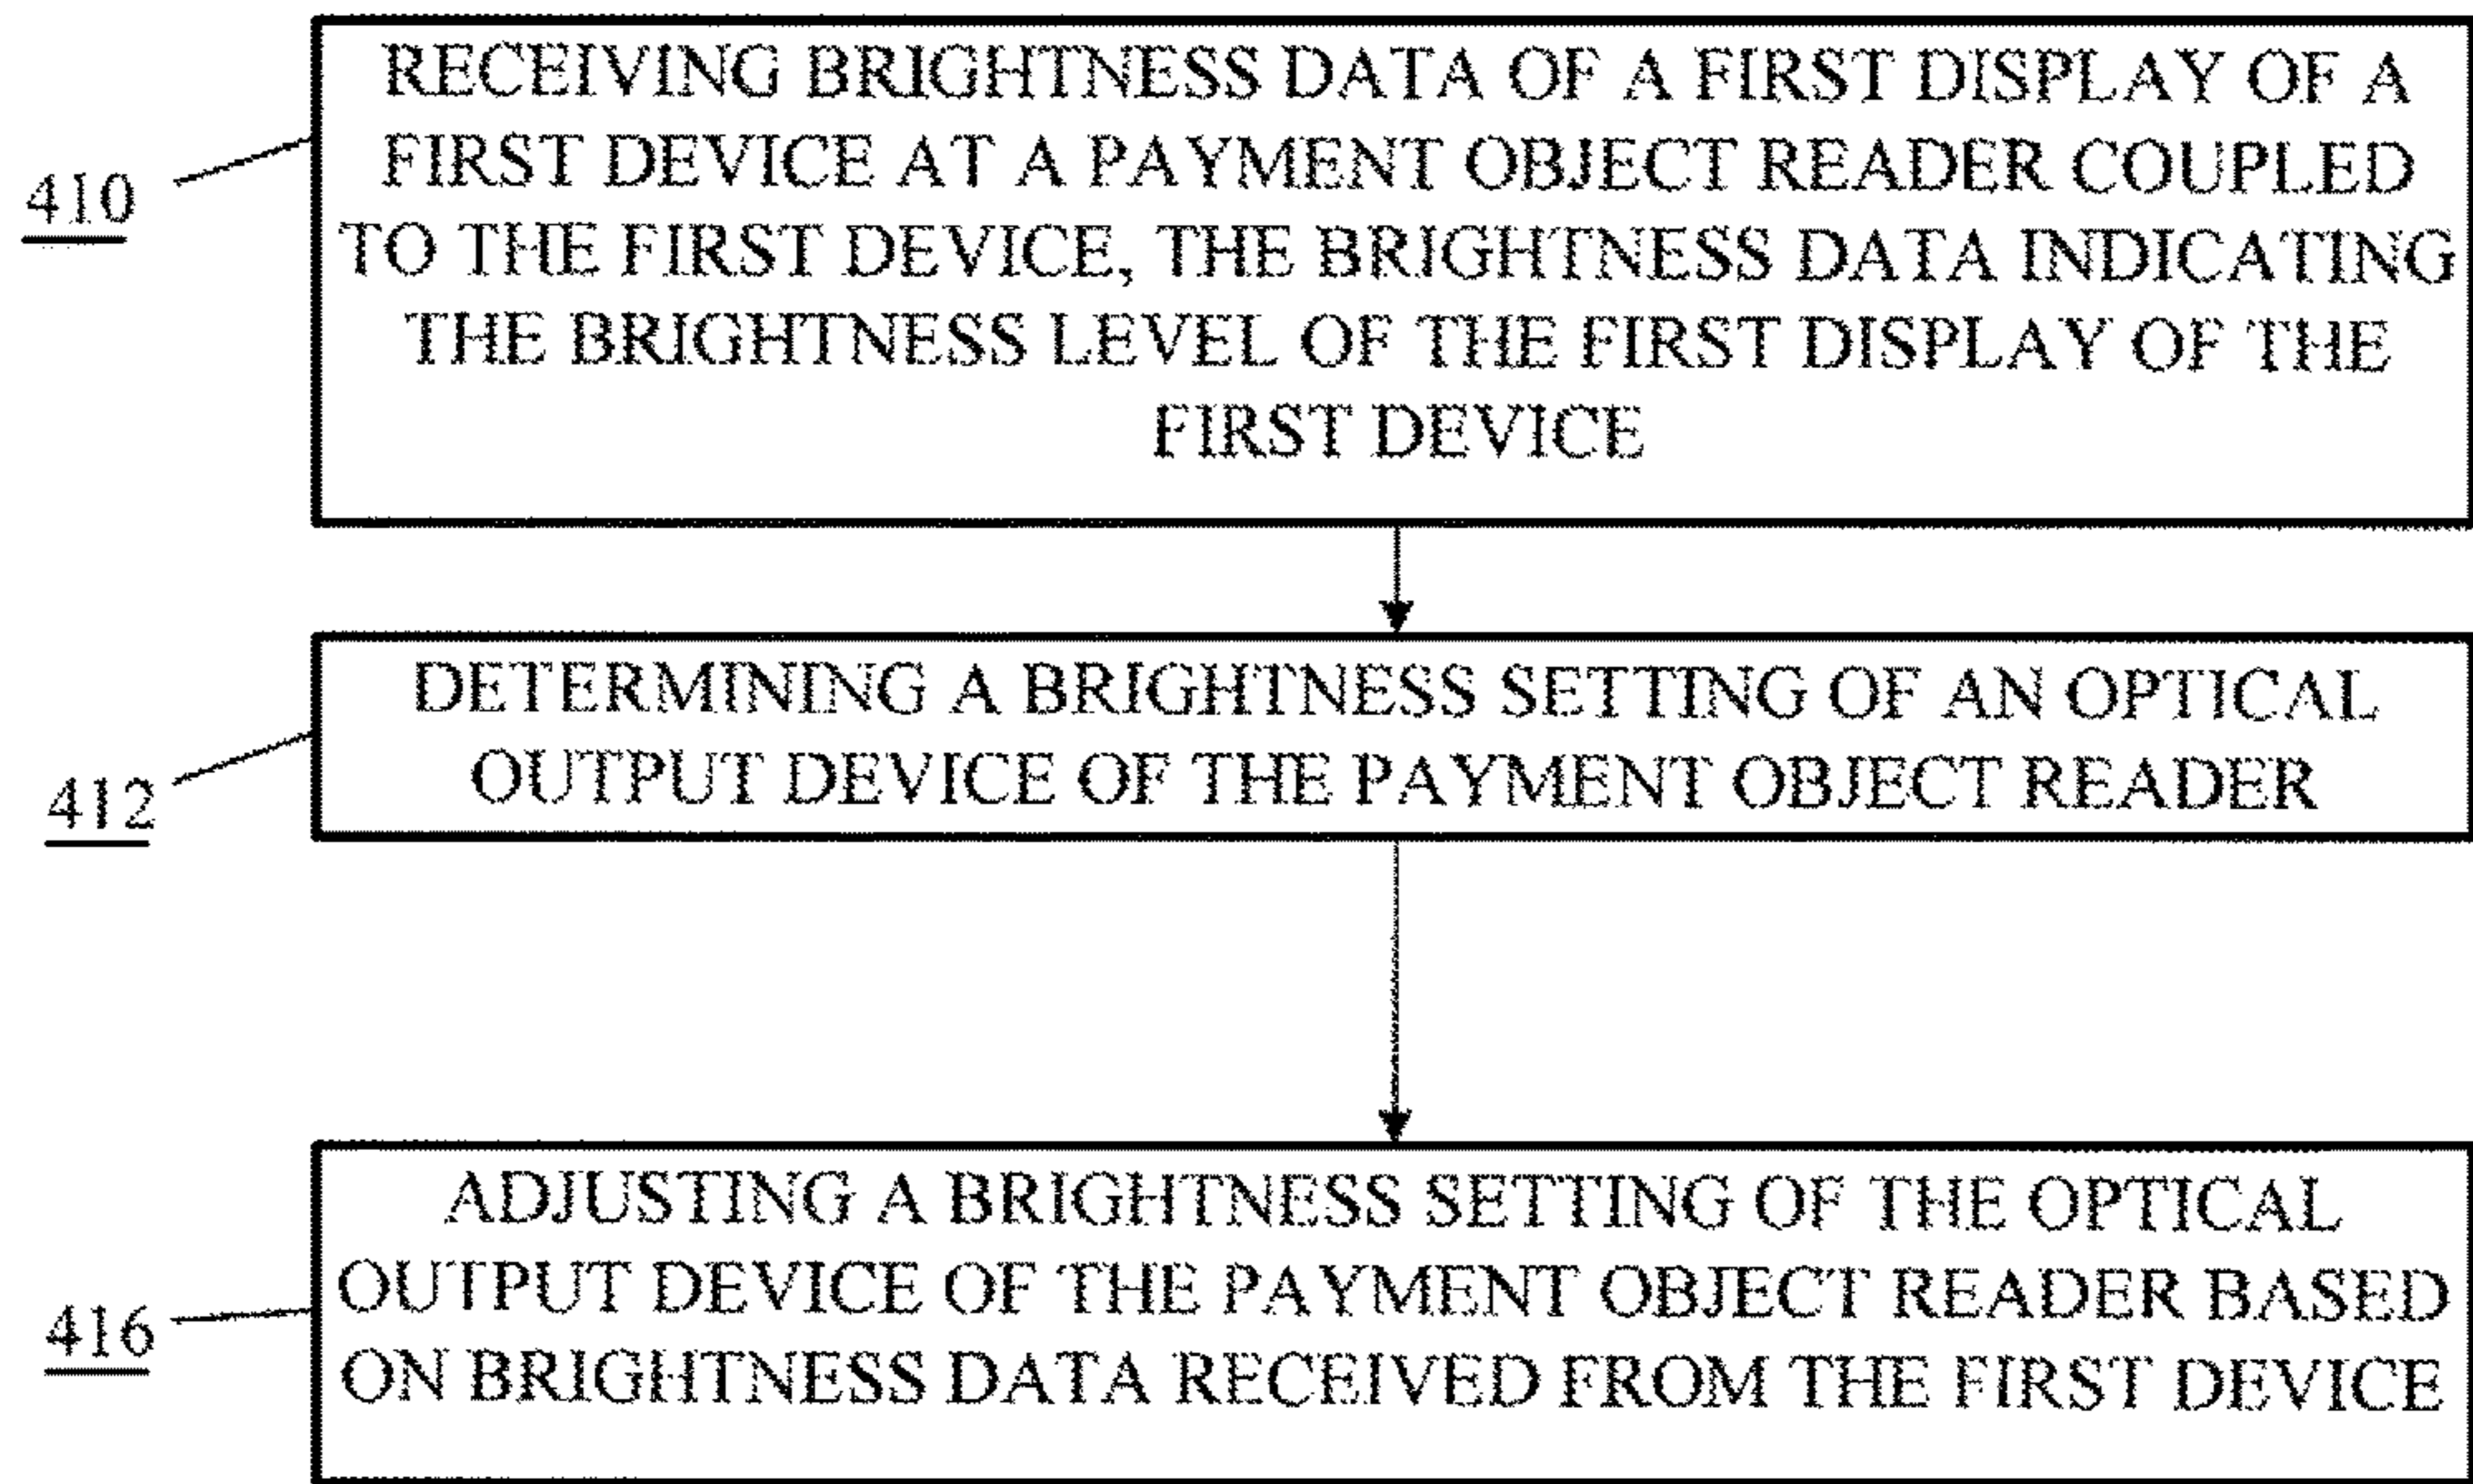 410
RECEIVING BRIGHTNESS DATA OF A FIRST DISPLAY OF A
FIRST DEVICE AT A PAYMENT OBJECT READER COUPLED
TO THE FIRST DEVICE, THE BRIGHTNESS DATA INDICATING
THE BRIGHTNESS LEVEL OF THE FIRST DISPLAY OF THE
FIRST DEVICE
412
DETERMINING A BRIGHTNESS SETTING OF AN OPTICAL
OUTPUT DEVICE OF THE PAYMENT OBJECT READER
416
ADJUSTING A BRIGHTNESS SETTING OF THE OPTICAL
OUTPUT DEVICE OF THE PAYMENT OBJECT READER BASED
ON BRIGHTNESS DATA RECEIVED FROM THE FIRST DEVICE